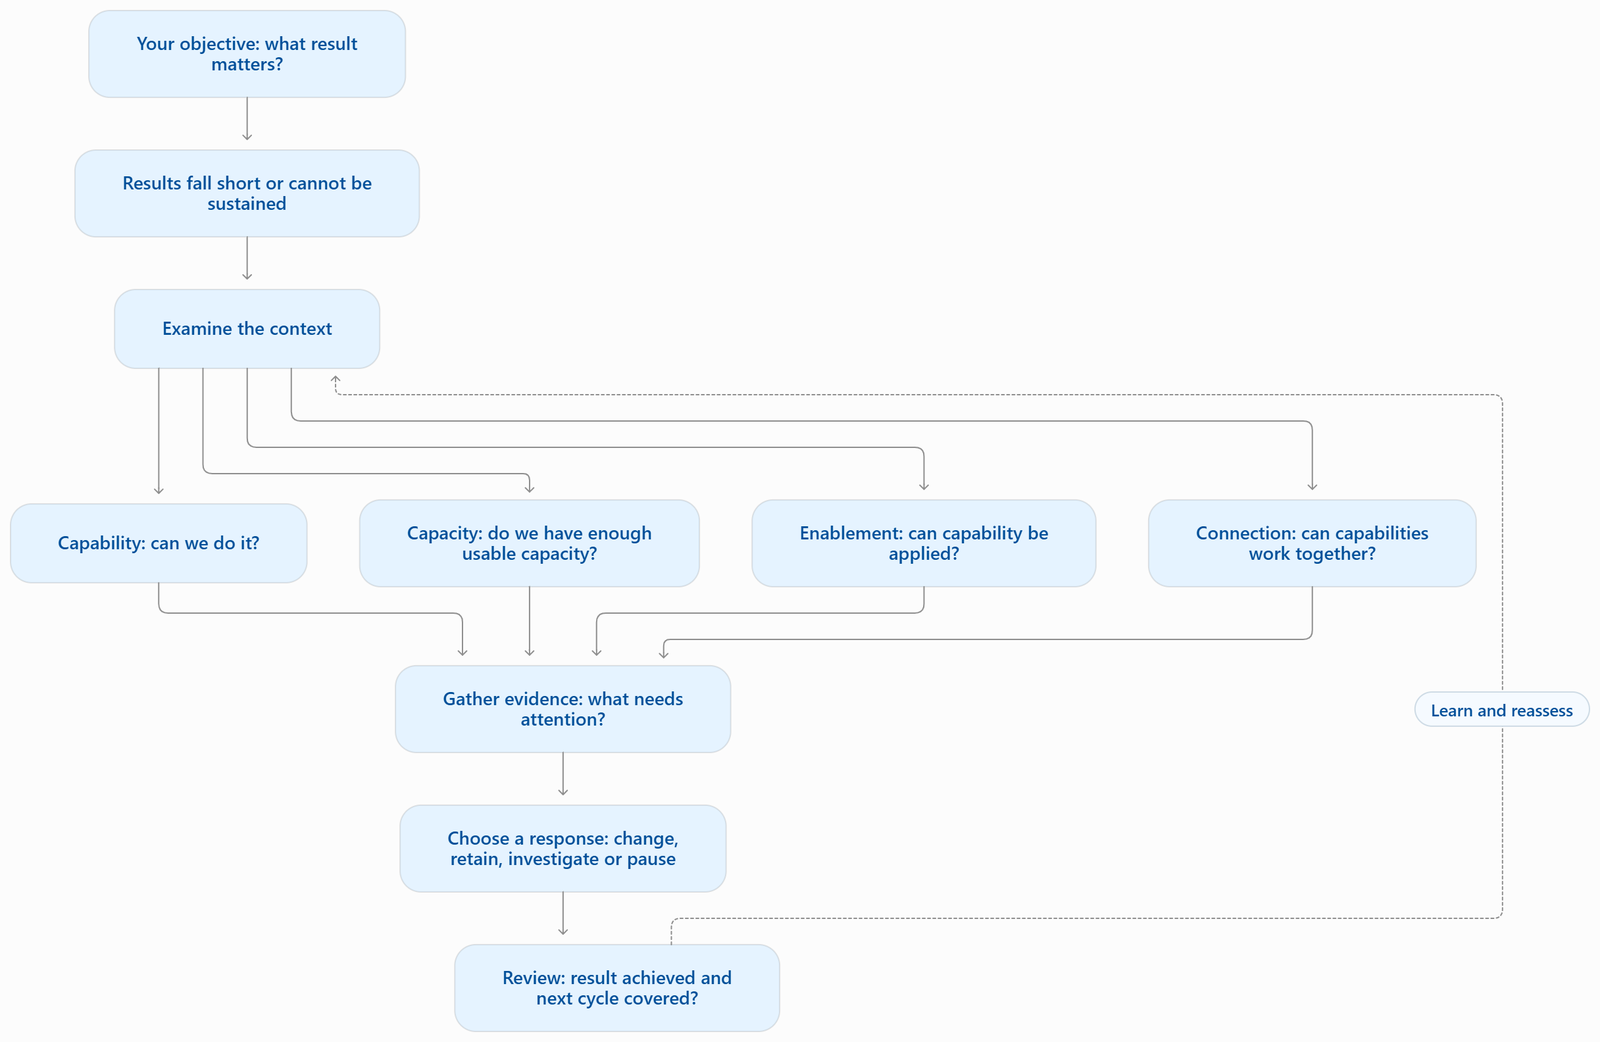 Your objective: what result
matters?
Results fall short or cannot be
sustained
Examine the context
Capability: can we do it?
Capacity: do we have enough
usable capacity?
Enablement: can capability be
applied?
Connection: can capabilities
work together?
Gather evidence: what needs
attention?
Learn and reassess
Choose a response: change,
retain, investigate or pause
Review: result achieved and
next cycle covered?